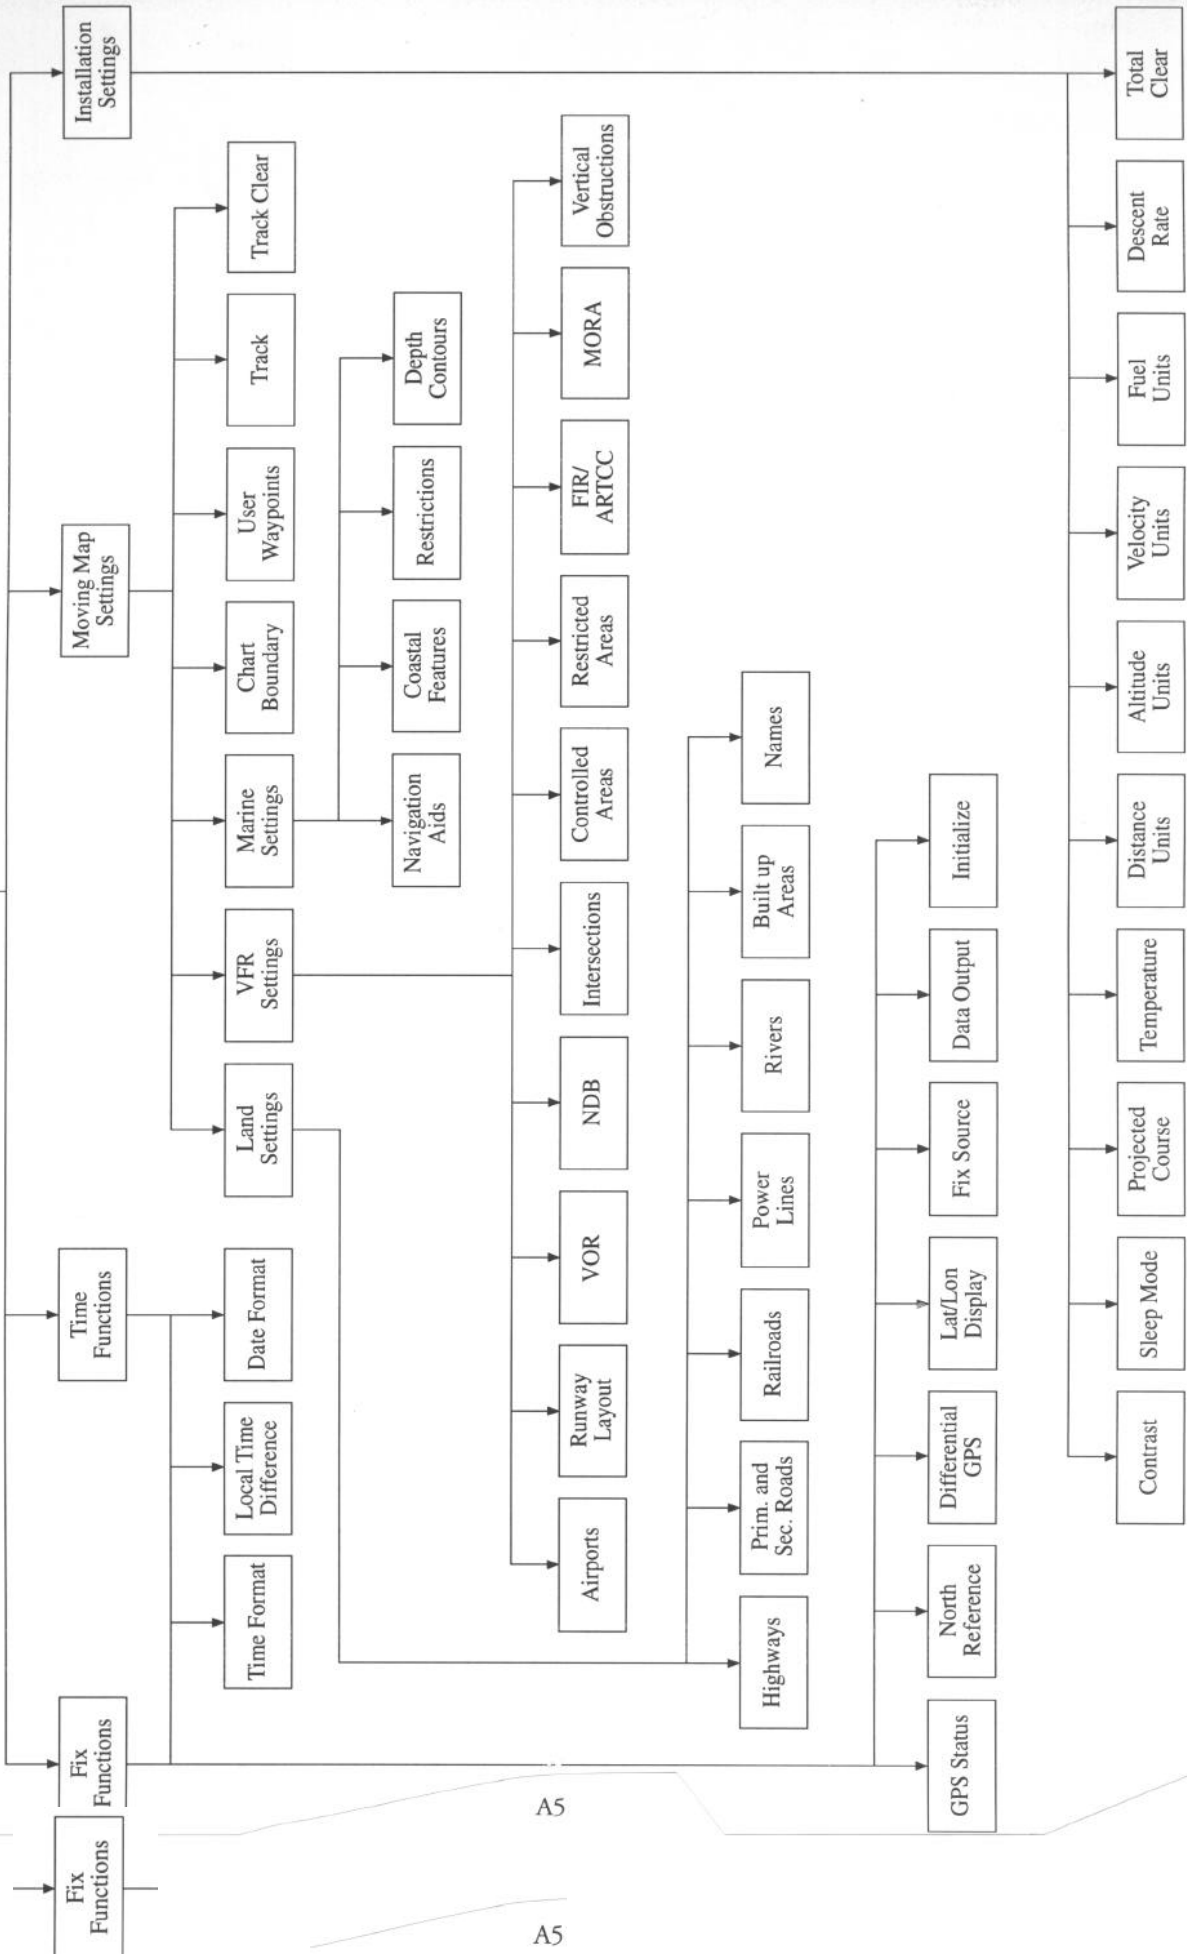 Fix
Functions
Time
Functions
Moving Map
Settings
Installation
Settings
Time Format
Local Time
Difference
Date Format
Land
Settings
VFR
Settings
Marine
Settings
Chart
Boundary
User
Waypoints
Track
Track Clear
Navigation
Aids
Coastal
Features
Restrictions
Depth
Contours
Airports
Runway
Layout
VOR
NDB
Intersections
Controlled
Areas
Restricted
Areas
FIR/
ARTCC
MORA
Vertical
Obstructions
Highways
Prim. and
Sec. Roads
Railroads
Power
Lines
Rivers
Built up
Areas
Names
GPS Status
North
Reference
Differential
GPS
Lat/Lon
Display
Fix Source
Data Output
Initialize
Contrast
Sleep Mode
Projected
Course
Temperature
Distance
Units
Altitude
Units
Velocity
Units
Fuel
Units
Descent
Rate
Total
Clear
A5
Fix
Functions
A5